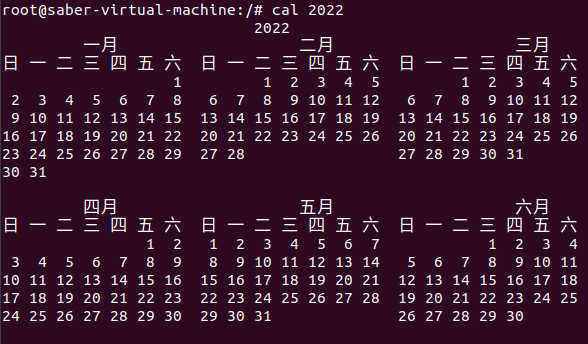 root@saber-virtual-machine:/# cal 2022
2022
一月 二月 三月
日 一 二 三 四 五 六 日 一 二 三 四 五 六 日 一 二 三 四 五 六
1 1 2 3 4 5 1 2 3 4 5
2 3 4 5 6 7 8 6 7 8 9 10 11 12 6 7 8 9 10 11 12
9 10 11 12 13 14 15 13 14 15 16 17 18 19 13 14 15 16 17 18 19
16 17 18 19 20 21 22 20 21 22 23 24 25 26 20 21 22 23 24 25 26
23 24 25 26 27 28 29 27 28 27 28 29 30 31
30 31
四月 五月 六月
日 一 二 三 四 五 六 日 一 二 三 四 五 六 日 一 二 三 四 五 六
1 2 1 2 3 4 5 6 7 1 2 3 4
3 4 5 6 7 8 9 8 9 10 11 12 13 14 5 6 7 8 9 10 11
10 11 12 13 14 15 16 15 16 17 18 19 20 21 12 13 14 15 16 17 18
17 18 19 20 21 22 23 22 23 24 25 26 27 28 19 20 21 22 23 24 25
24 25 26 27 28 29 30 29 30 31 26 27 28 29 30